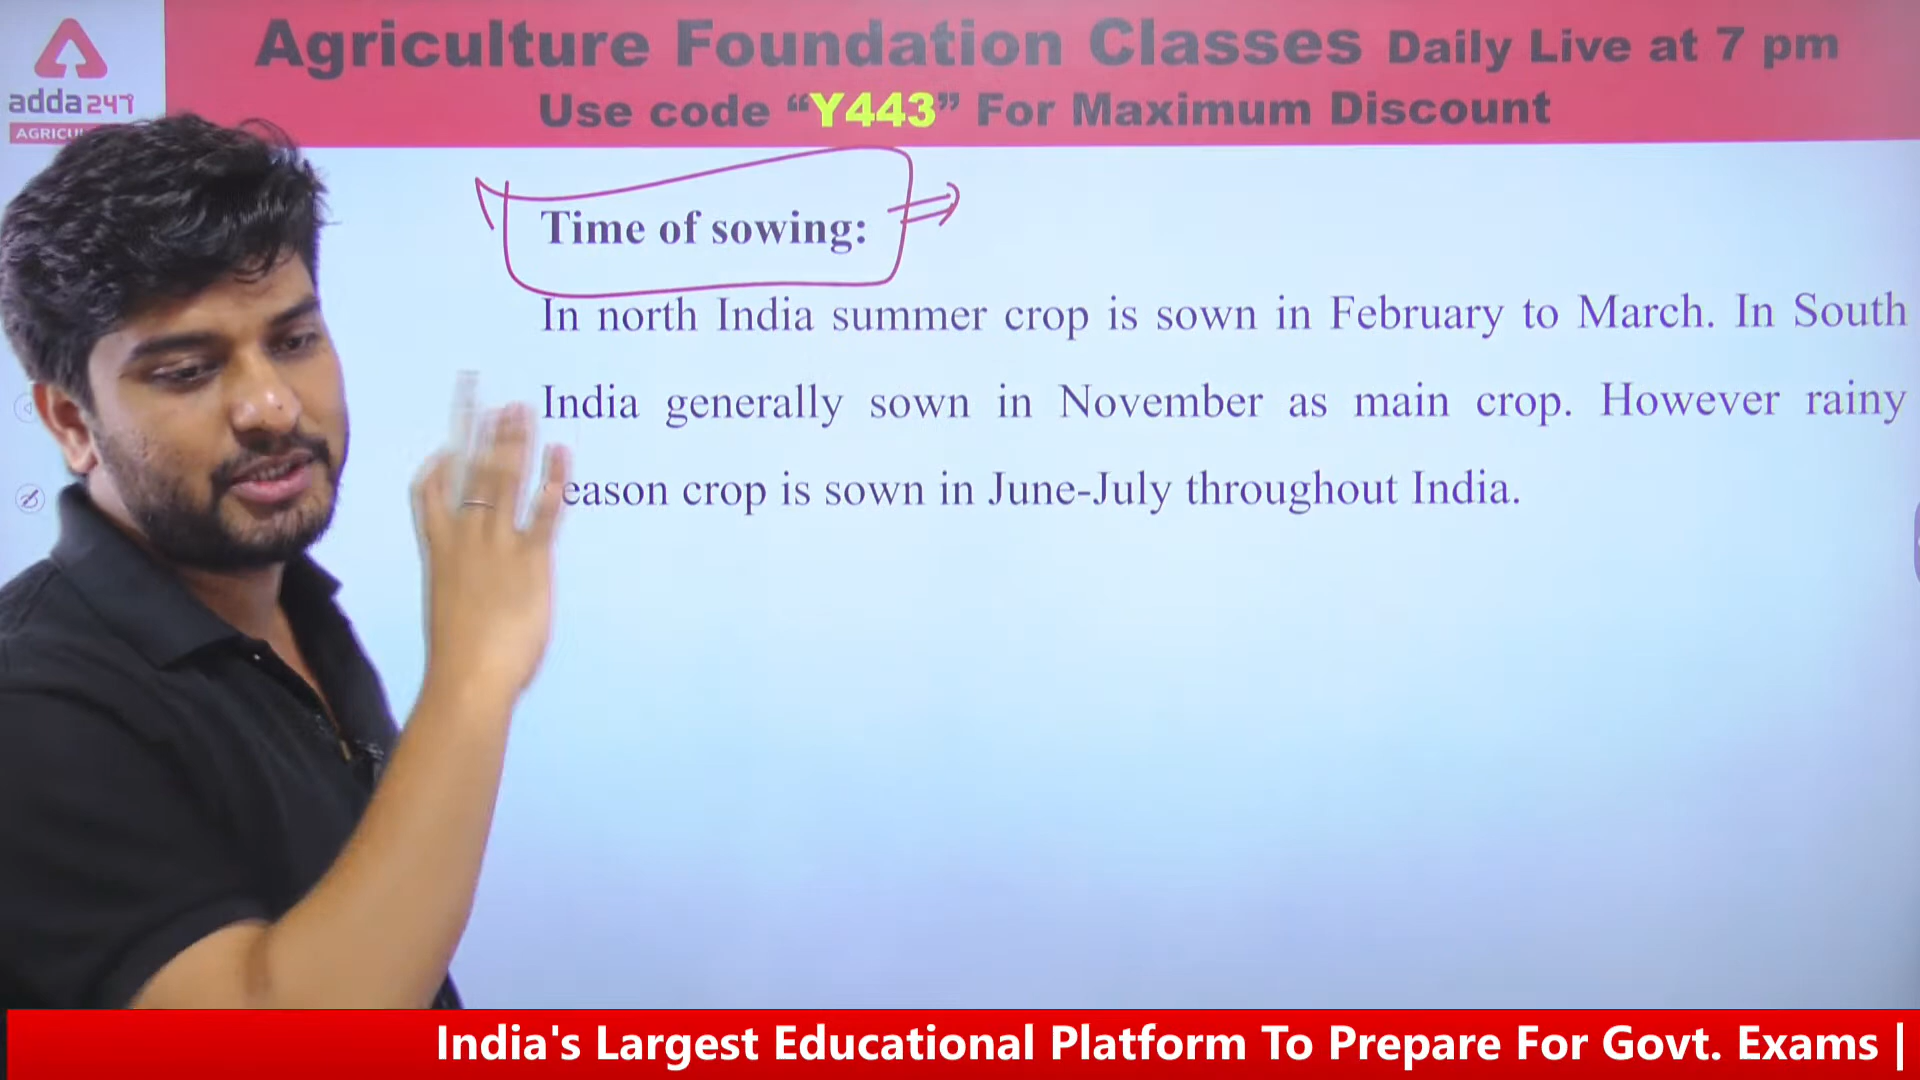 Agriculture Foundation Classes Daily Live at 7 pm
Use code “Y443” For Maximum Discount
adda247
Time of sowing:
In north India summer crop is sown in February to March. In South
India generally sown in November as main crop. However rainy
eason crop is sown in June-July throughout India.
India's Largest Educational Platform To Prepare For Govt. Exams |